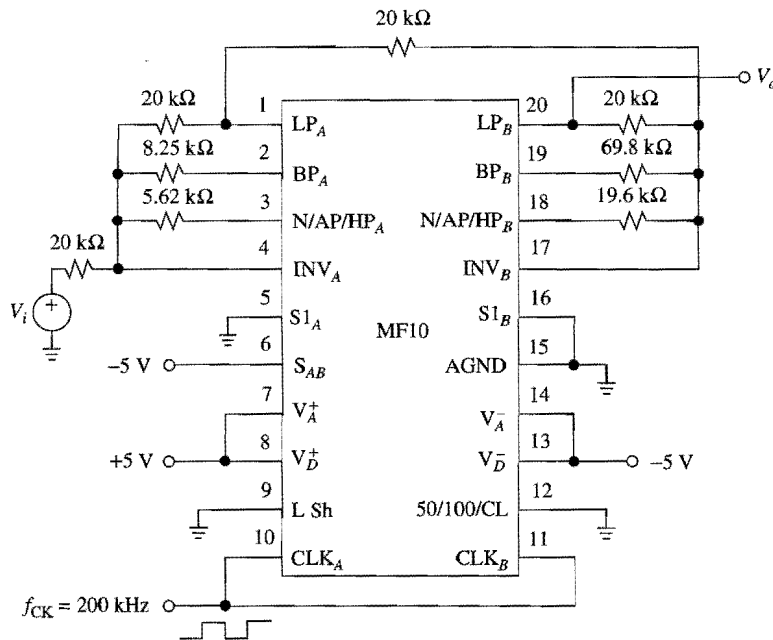 20 kΩ
V_o
20 kΩ 1 LP_A
8.25 kΩ 2 BP_A
5.62 kΩ 3 N/AP/HP_A
20 kΩ 4 INV_A
V_i +
5 S1_A
-5 V 6 S_AB
7 V_A^+
+5 V 8 V_D^+
9 L Sh
10 CLK_A
f_CK = 200 kHz
MF10
20 LP_B 20 kΩ
19 BP_B 69.8 kΩ
18 N/AP/HP_B 19.6 kΩ
17 INV_B
16 S1_B
15 AGND
14 V_A^-
13 V_D^- -5 V
12 50/100/CL
11 CLK_B